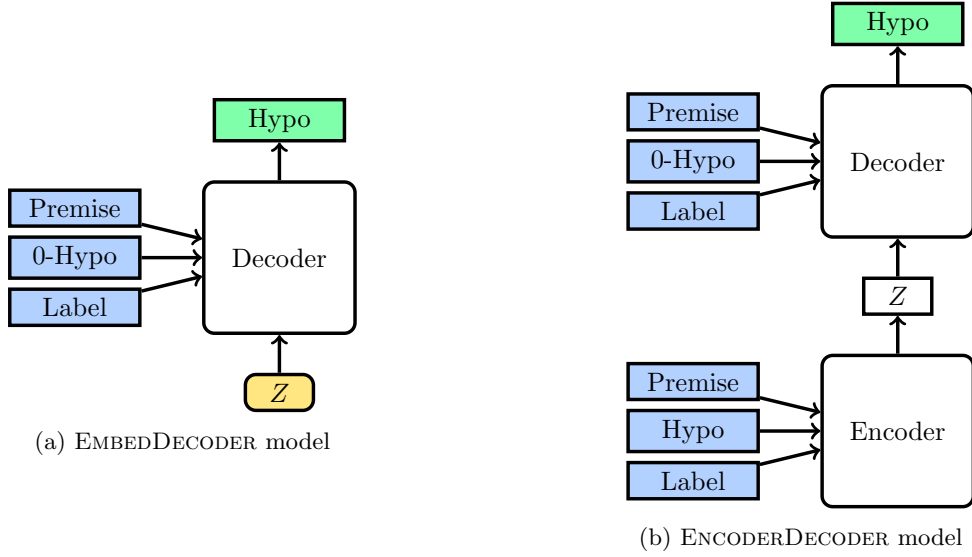 Hypo
Premise
0-Hypo
Label
Decoder
Z
(a) EMBEDDECODER model
Hypo
Premise
0-Hypo
Label
Decoder
Z
Premise
Hypo
Label
Encoder
(b) ENCODERDECODER model